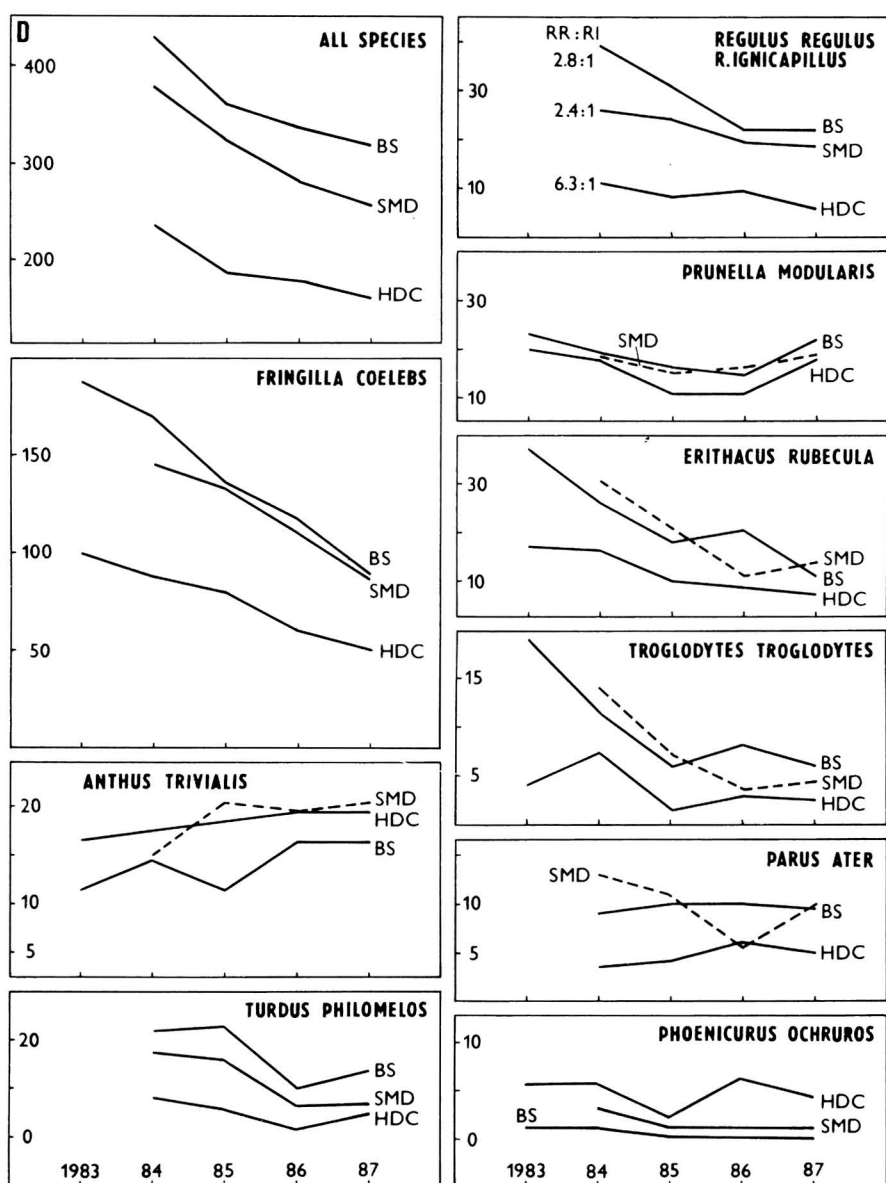 D
ALL SPECIES
400
300
200
BS
SMD
HDC
FRINGILLA COELEBS
150
100
50
BS
SMD
HDC
ANTHUS TRIVIALIS
20
10
5
SMD
HDC
BS
TURDUS PHILOMELOS
20
0
BS
SMD
HDC
1983 84 85 86 87
RR:RI
2.8:1
2.4:1
6.3:1
REGULUS REGULUS
R.IGNICAPILLUS
30
10
BS
SMD
HDC
PRUNELLA MODULARIS
30
10
SMD
BS
HDC
ERITHACUS RUBECULA
30
10
SMD
BS
HDC
TROGLODYTES TROGLODYTES
15
5
BS
SMD
HDC
PARUS ATER
SMD
10
5
BS
HDC
PHOENICURUS OCHRUROS
10
0
BS
HDC
SMD
1983 84 85 86 87